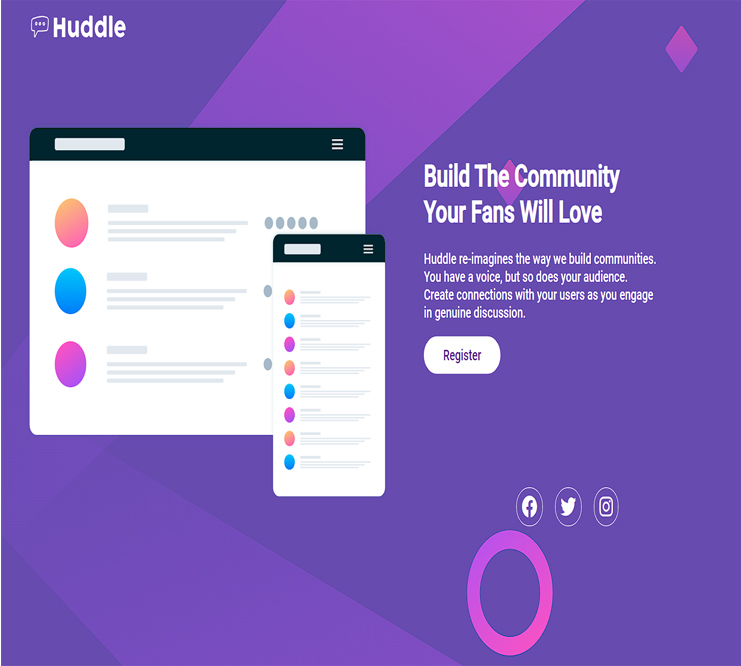 Huddle
Build The Community
Your Fans Will Love
Huddle re-imagines the way we build communities.
You have a voice, but so does your audience.
Create connections with your users as you engage
in genuine discussion.
Register